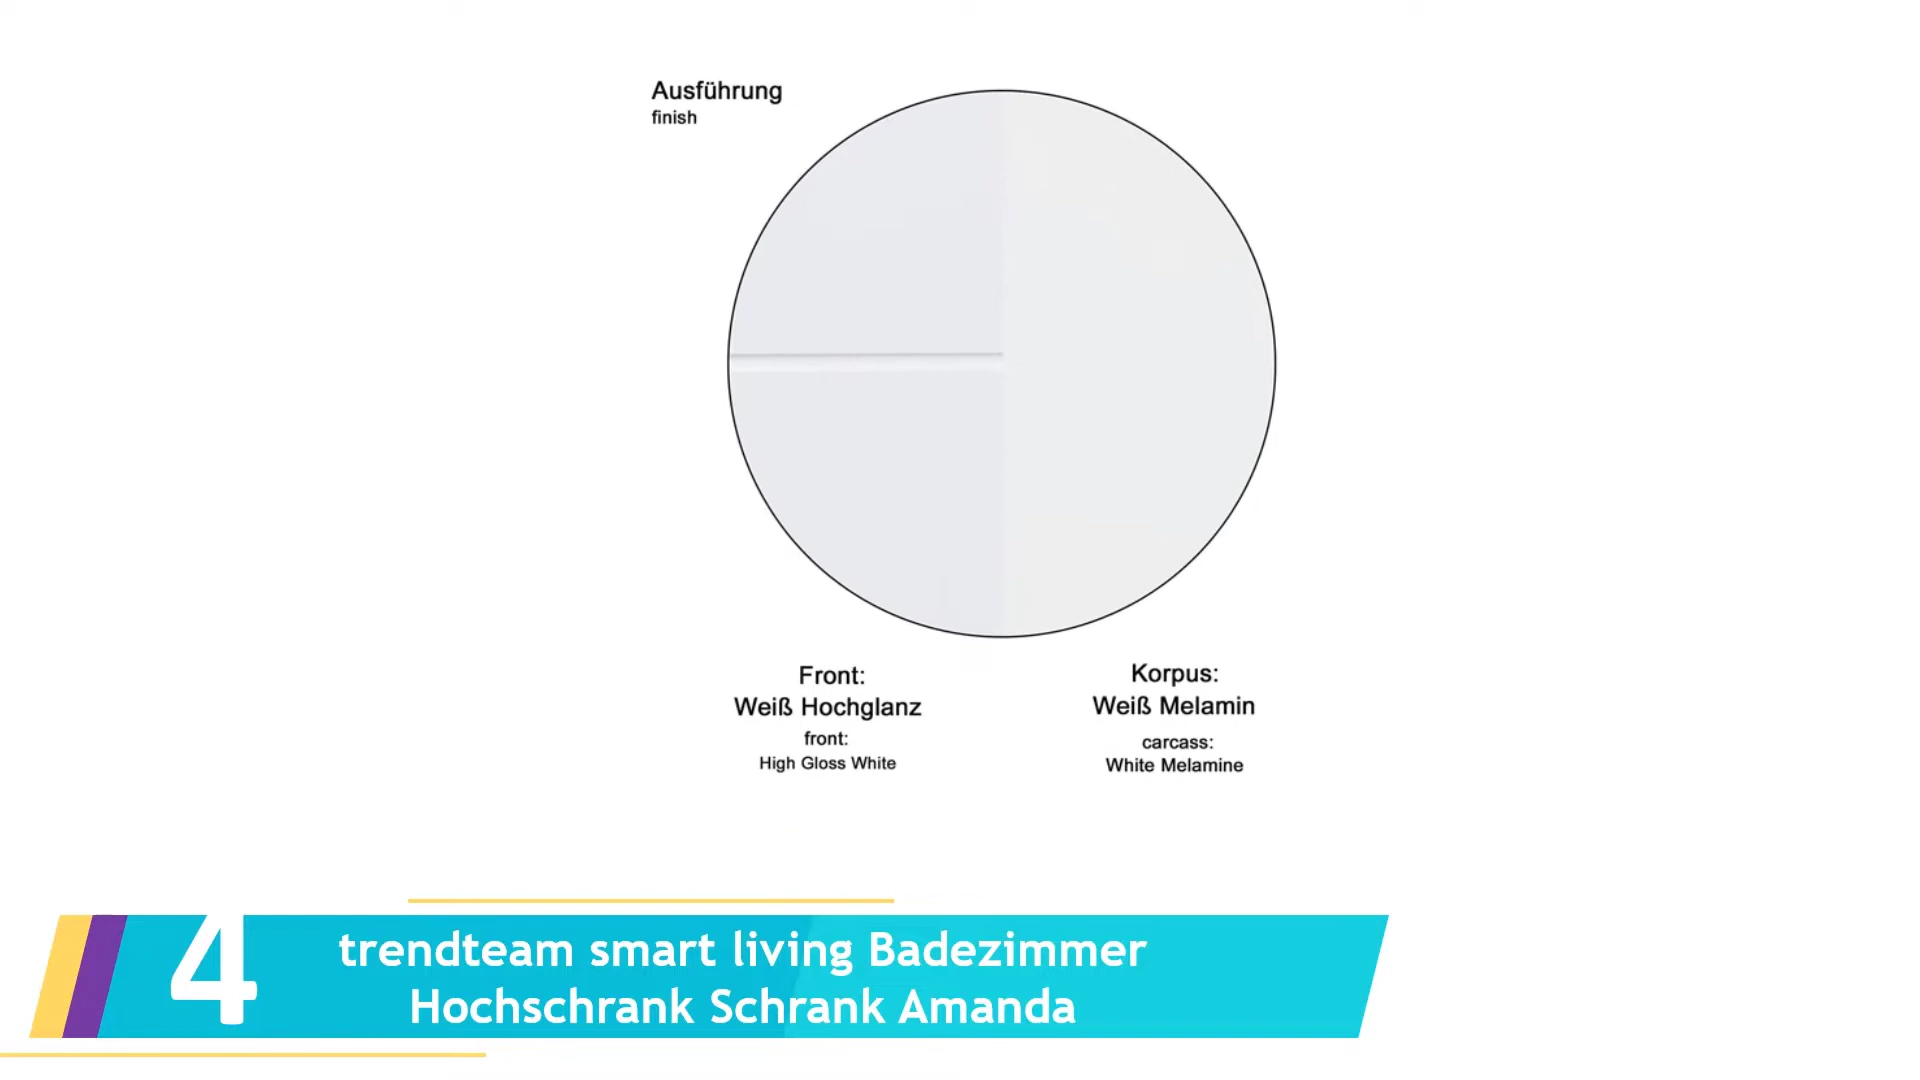 Ausführung
finish
Front:
Weiß Hochglanz
front:
High Gloss White
Korpus:
Weiß Melamin
carcass:
White Melamine
4
trendteam smart living Badezimmer
Hochschrank Schrank Amanda